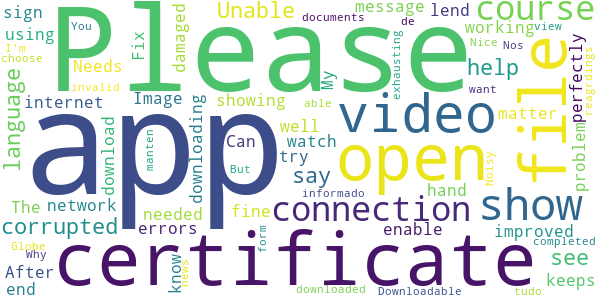 sign
Please
Unable
documents
message
de
lend
course
using
You
Fix
damaged
working
view
I'm
choose
Needs
invalid
My
exhausting
Nice
Nos
help
perfectly
reagroings
language
internet
Image
showing
able
video
want
file
download
manten
downloading
app
Can
well
watch
matter
problem
try
open
say
Noisy
The
network
But
informado
hand
show
corrupted
needed
fine
connection
errors
enable
improved
Why
Globe
certificate
form
completed
see
After
know
news
keeps
end
downloaded
Downloadable
tudo